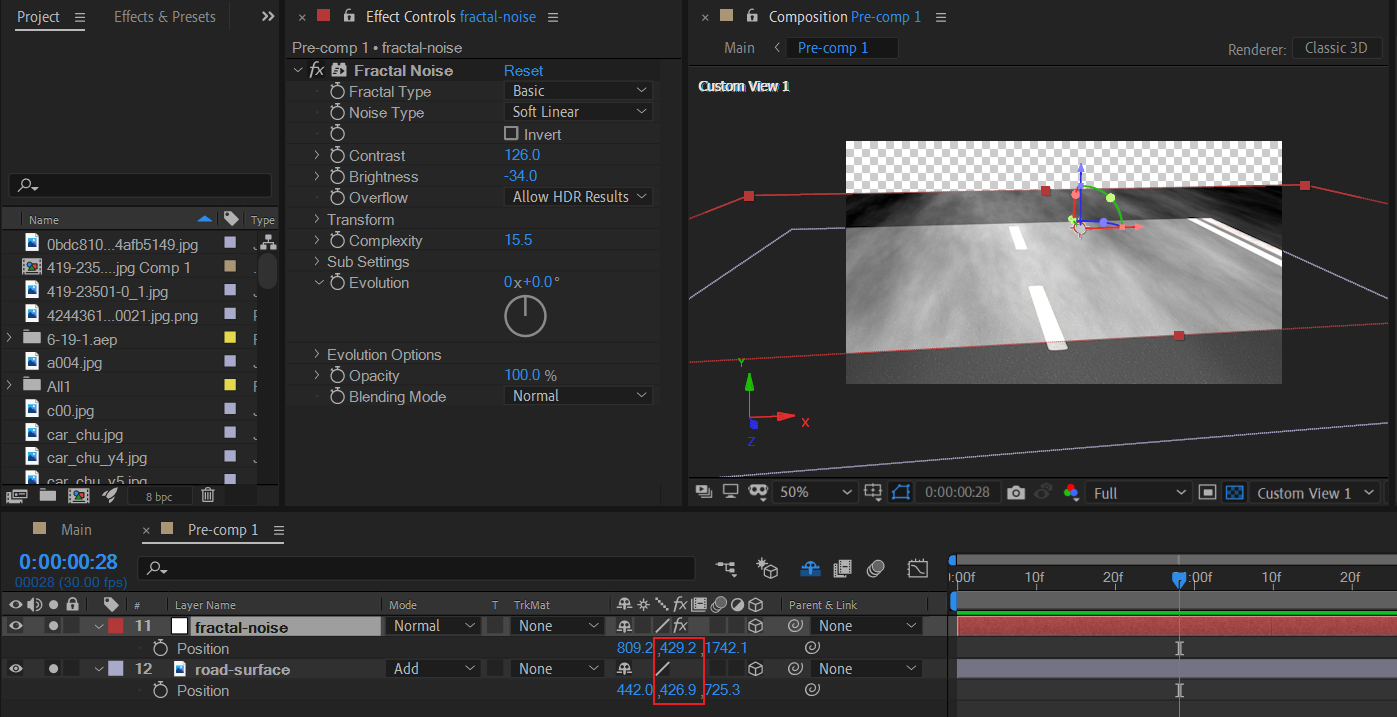 Project
Effects & Presets
Name
Type
0bdc810...4afb5149.jpg
419-235....jpg Comp 1
419-23501-0_1.jpg
4244361....0021.jpg.png
6-19-1.aep
a004.jpg
All1
c00.jpg
car_chu.jpg
car_chu_y4.jpg
car_chu_y5.jpg
8 bpc
Effect Controls fractal-noise
Pre-comp 1 • fractal-noise
fx Fractal Noise Reset
Fractal Type Basic
Noise Type Soft Linear
Invert
Contrast 126.0
Brightness -34.0
Overflow Allow HDR Results
Transform
Complexity 15.5
Sub Settings
Evolution 0x+0.0°
Evolution Options
Opacity 100.0 %
Blending Mode Normal
Composition Pre-comp 1
Main < Pre-comp 1
Renderer: Classic 3D
Custom View 1
Y
X
Z
50%
0:00:00:28
Full
Custom View 1
Main
Pre-comp 1
0:00:00:28
00028 (30.00 fps)
:00f 10f 20f :00f 10f 20f
# Layer Name Mode T TrkMat fx Parent & Link
11 fractal-noise Normal None fx None
Position 809.2,429.2,1742.1
12 road-surface Add None None
Position 442.0,426.9,725.3